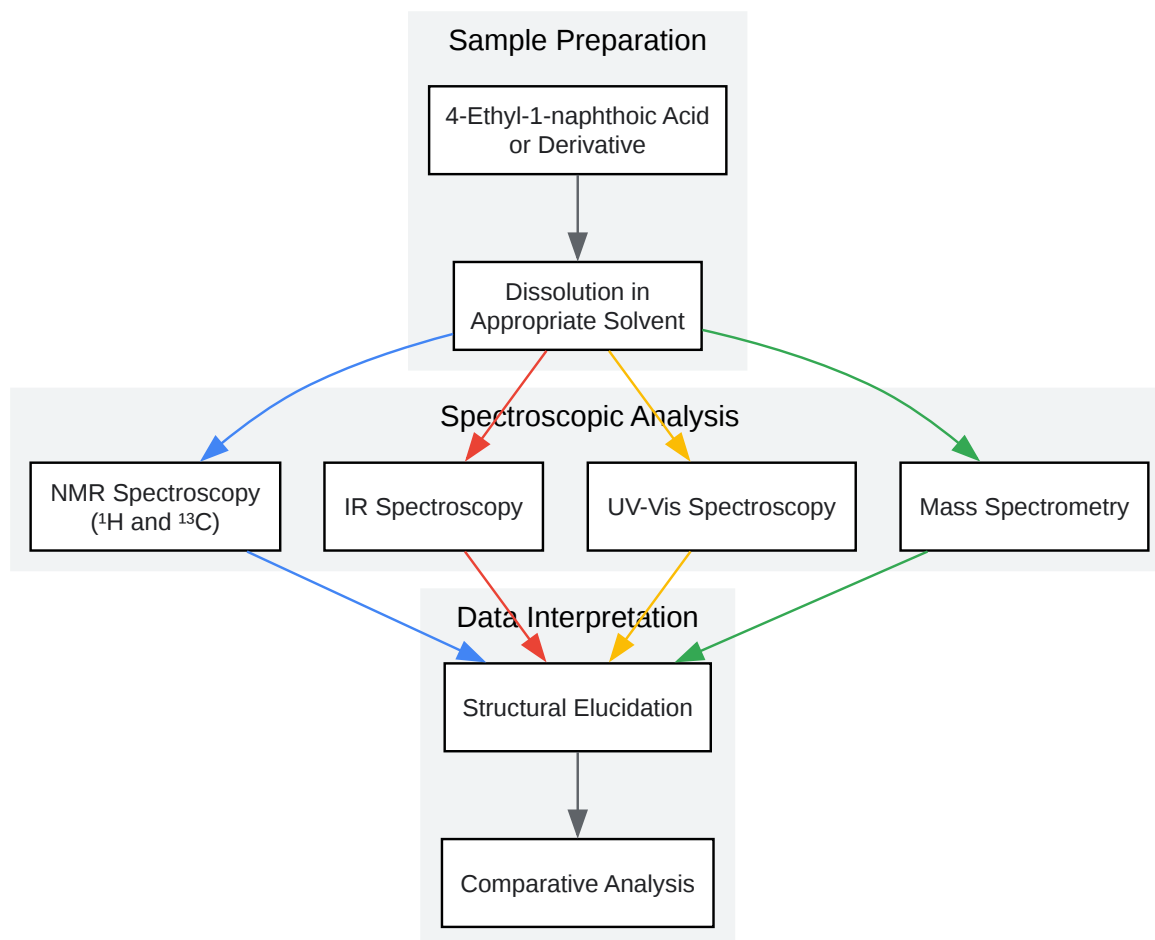 Sample Preparation
4-Ethyl-1-naphthoic Acid
or Derivative
Dissolution in
Appropriate Solvent
Spectroscopic Analysis
NMR Spectroscopy
(¹H and ¹³C)
IR Spectroscopy
UV-Vis Spectroscopy
Mass Spectrometry
Data Interpretation
Structural Elucidation
Comparative Analysis